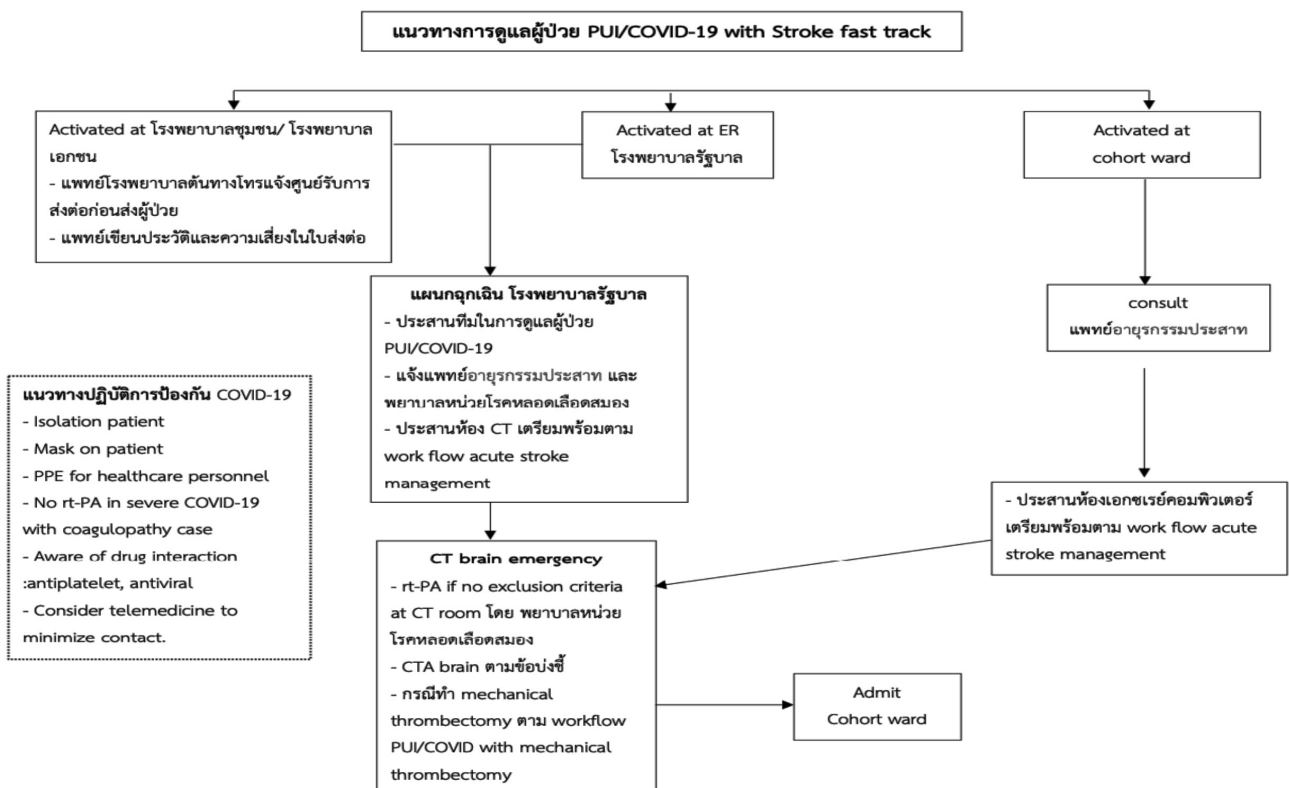 แนวทางการดูแลผู้ป่วย PUI/COVID-19 with Stroke fast track
Activated at โรงพยาบาลชุมชน/ โรงพยาบาล
เอกชน
- แพทย์โรงพยาบาลต้นทางโทรแจ้งศูนย์รับการ
ส่งต่อก่อนส่งผู้ป่วย
- แพทย์เขียนประวัติและความเสี่ยงในใบส่งต่อ
Activated at ER
โรงพยาบาลรัฐบาล
Activated at
cohort ward
แผนกฉุกเฉิน โรงพยาบาลรัฐบาล
- ประสานทีมในการดูแลผู้ป่วย
PUI/COVID-19
- แจ้งแพทย์อายุรกรรมประสาท และ
พยาบาลหน่วยโรคหลอดเลือดสมอง
- ประสานห้อง CT เตรียมพร้อมตาม
work flow acute stroke
management
consult
แพทย์อายุรกรรมประสาท
แนวทางปฏิบัติการป้องกัน COVID-19
- Isolation patient
- Mask on patient
- PPE for healthcare personnel
- No rt-PA in severe COVID-19
with coagulopathy case
- Aware of drug interaction
:antiplatelet, antiviral
- Consider telemedicine to
minimize contact.
- ประสานห้องเอกซเรย์คอมพิวเตอร์
เตรียมพร้อมตาม work flow acute
stroke management
CT brain emergency
- rt-PA if no exclusion criteria
at CT room โดย พยาบาลหน่วย
โรคหลอดเลือดสมอง
- CTA brain ตามข้อบ่งชี้
- กรณีทำ mechanical
thrombectomy ตาม workflow
PUI/COVID with mechanical
thrombectomy
Admit
Cohort ward